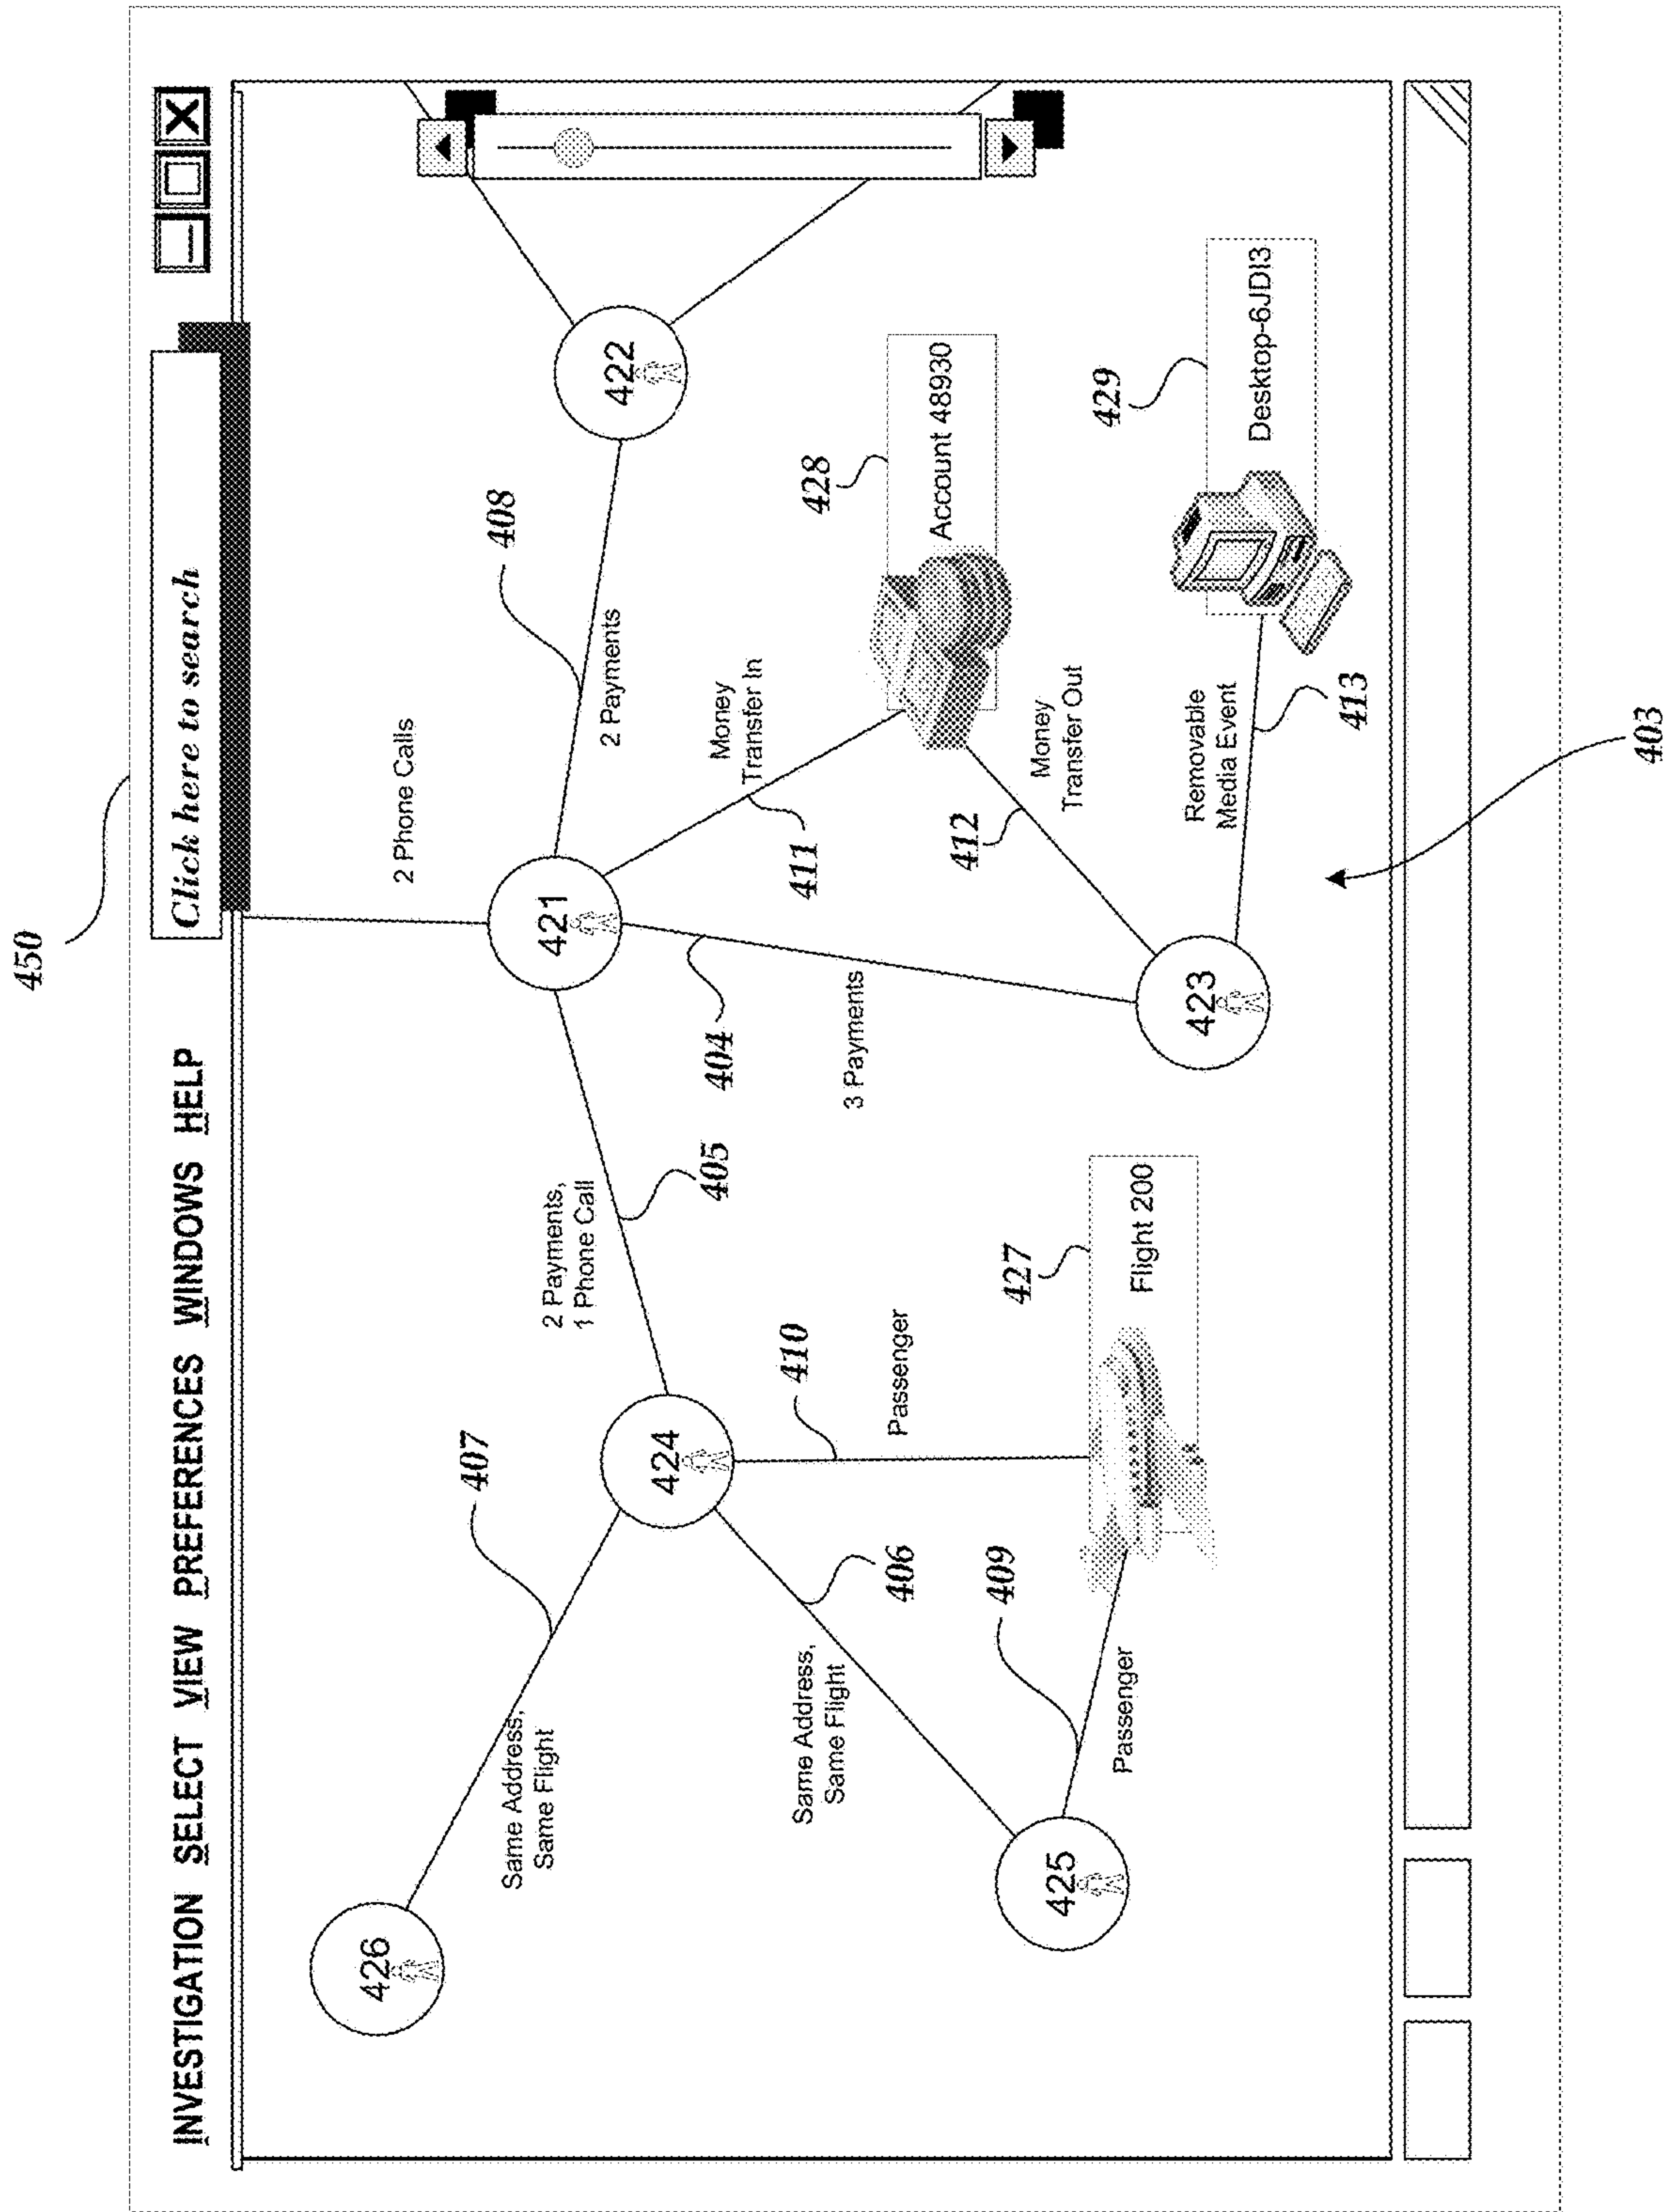 450
INVESTIGATION SELECT VIEW PREFERENCES WINDOWS HELP
Click here to search
426
407
Same Address,
Same Flight
2 Phone Calls
421
408
2 Payments
422
424
2 Payments,
1 Phone Call
405
404
3 Payments
Money
Transfer In
411
428
Account 48930
410
Passenger
Same Address,
Same Flight
406
409
425
Passenger
427
Flight 200
412
Money
Transfer Out
423
Removable
Media Event
413
429
Desktop-6JDI3
403